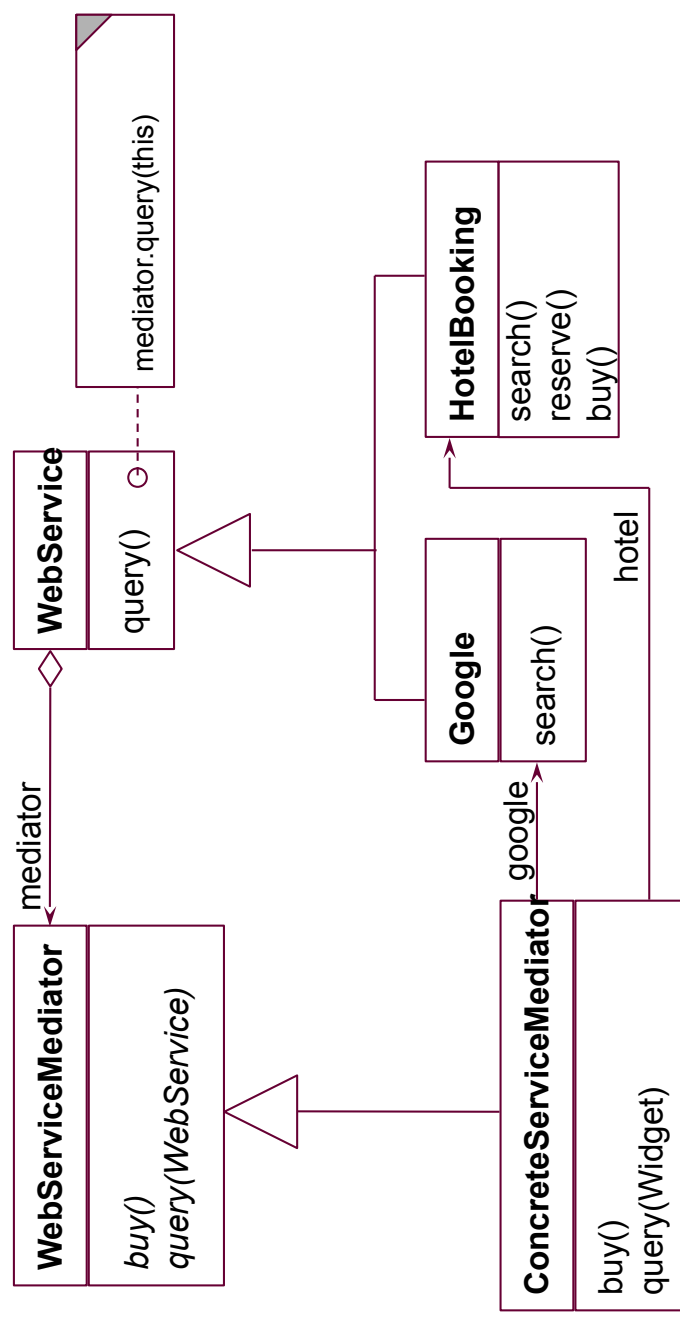 WebServiceMediator
buy()
query(WebService)
mediator
WebService
query()
mediator.query(this)
ConcreteServiceMediator
buy()
query(Widget)
google
Google
search()
hotel
HotelBooking
search()
reserve()
buy()